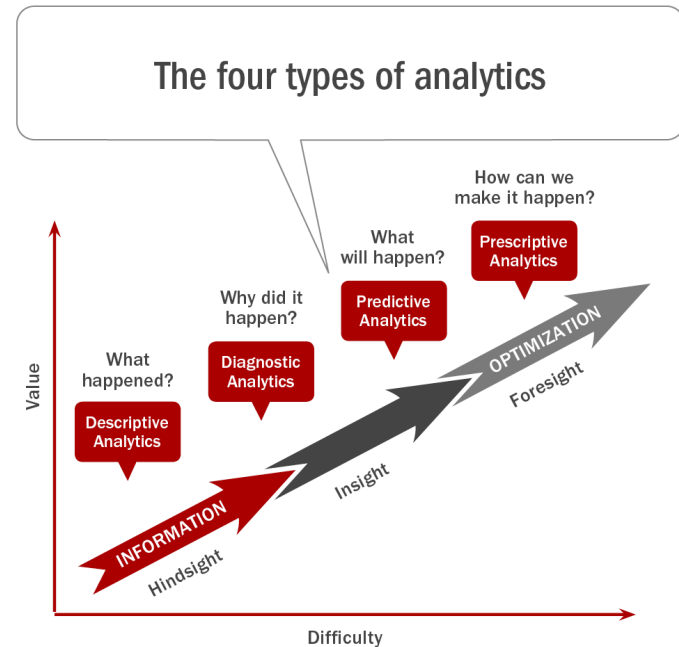 The four types of analytics
How can we
make it happen?
Prescriptive
Analytics
What
will happen?
Predictive
Analytics
Why did it
happen?
Diagnostic
Analytics
What
happened?
Descriptive
Analytics
Value
INFORMATION
Hindsight
Insight
OPTIMIZATION
Foresight
Difficulty